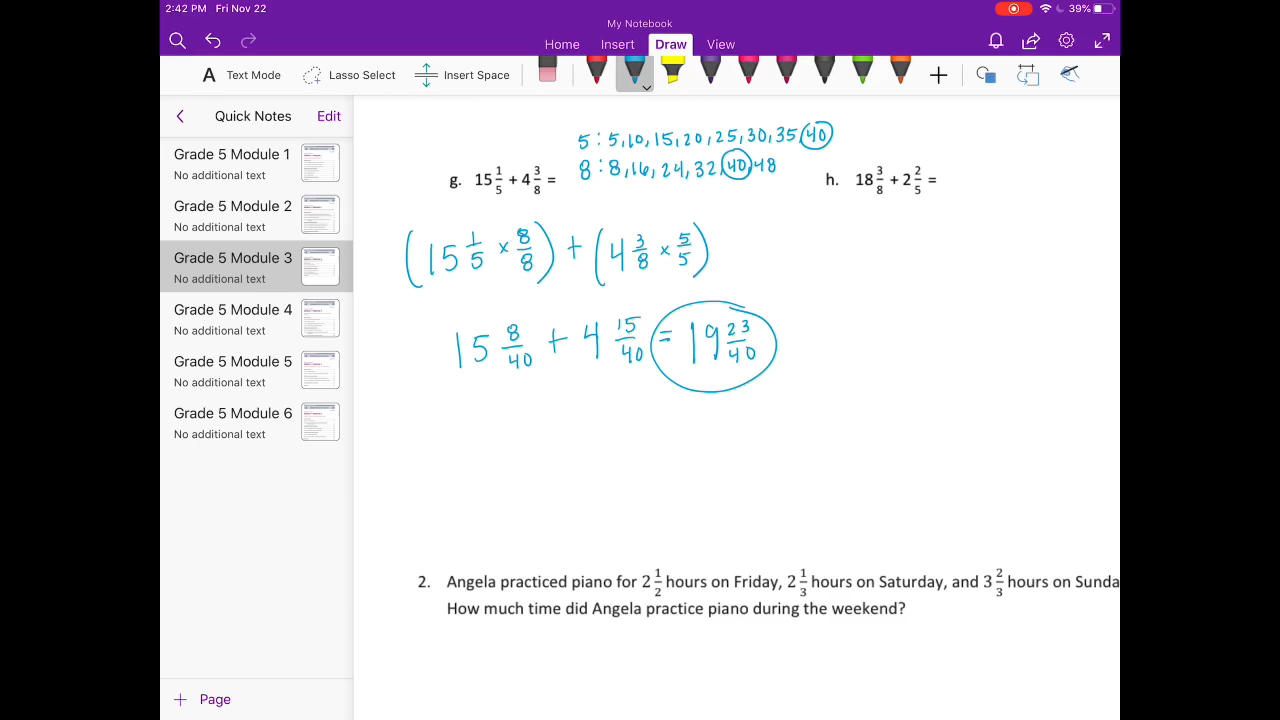 2:42 PM Fri Nov 22
39%
My Notebook
Home Insert Draw View
A Text Mode Lasso Select Insert Space
Quick Notes Edit
Grade 5 Module 1
No additional text
Grade 5 Module 2
No additional text
Grade 5 Module 3
No additional text
Grade 5 Module 4
No additional text
Grade 5 Module 5
No additional text
Grade 5 Module 6
No additional text
+ Page
5 : 5, 10, 15, 20, 25, 30, 35, 40
8 : 8, 16, 24, 32, 40, 48
g. 15 1/5 + 4 3/8 =
h. 18 3/8 + 2 2/5 =
(15 1/5 × 8/8) + (4 3/8 × 5/5)
15 8/40 + 4 15/40 = 19 23/40
2. Angela practiced piano for 2 1/2 hours on Friday, 2 1/3 hours on Saturday, and 3 2/3 hours on Sunda
How much time did Angela practice piano during the weekend?